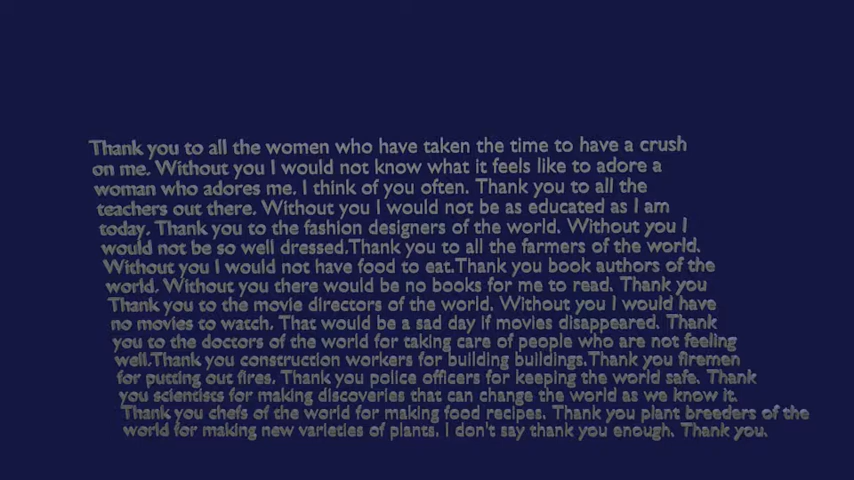 Thank you to all the women who have taken the time to have a crush
on me. Without you I would not know what it feels like to adore a
woman who adores me. I think of you often. Thank you to all the
teachers out there. Without you I would not be as educated as I am
today. Thank you to the fashion designers of the world. Without you I
would not be so well dressed.Thank you to all the farmers of the world.
Without you I would not have food to eat.Thank you book authors of the
world. Without you there would be no books for me to read. Thank you
Thank you to the movie directors of the world. Without you I would have
no movies to watch. That would be a sad day if movies disappeared. Thank
you to the doctors of the world for taking care of people who are not feeling
well.Thank you construction workers for building buildings.Thank you firemen
for putting out fires. Thank you police officers for keeping the world safe. Thank
you scientists for making discoveries that can change the world as we know it.
Thank you chefs of the world for making food recipes. Thank you plant breeders of the
world for making new varieties of plants. I don't say thank you enough. Thank you.